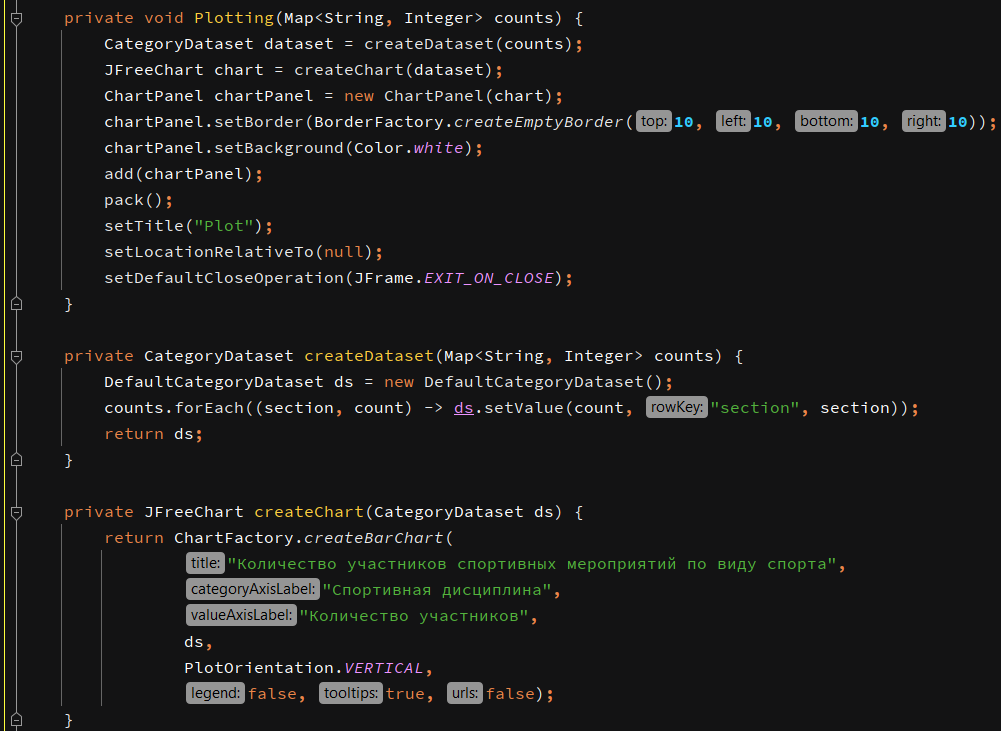 private void Plotting(Map<String, Integer> counts) {
CategoryDataset dataset = createDataset(counts);
JFreeChart chart = createChart(dataset);
ChartPanel chartPanel = new ChartPanel(chart);
chartPanel.setBorder(BorderFactory.createEmptyBorder( top: 10, left: 10, bottom: 10, right: 10));
chartPanel.setBackground(Color.white);
add(chartPanel);
pack();
setTitle("Plot");
setLocationRelativeTo(null);
setDefaultCloseOperation(JFrame.EXIT_ON_CLOSE);
}
private CategoryDataset createDataset(Map<String, Integer> counts) {
DefaultCategoryDataset ds = new DefaultCategoryDataset();
counts.forEach((section, count) -> ds.setValue(count, rowKey: "section", section));
return ds;
}
private JFreeChart createChart(CategoryDataset ds) {
return ChartFactory.createBarChart(
title: "Количество участников спортивных мероприятий по виду спорта",
categoryAxisLabel: "Спортивная дисциплина",
valueAxisLabel: "Количество участников",
ds,
PlotOrientation.VERTICAL,
legend: false, tooltips: true, urls: false);
}